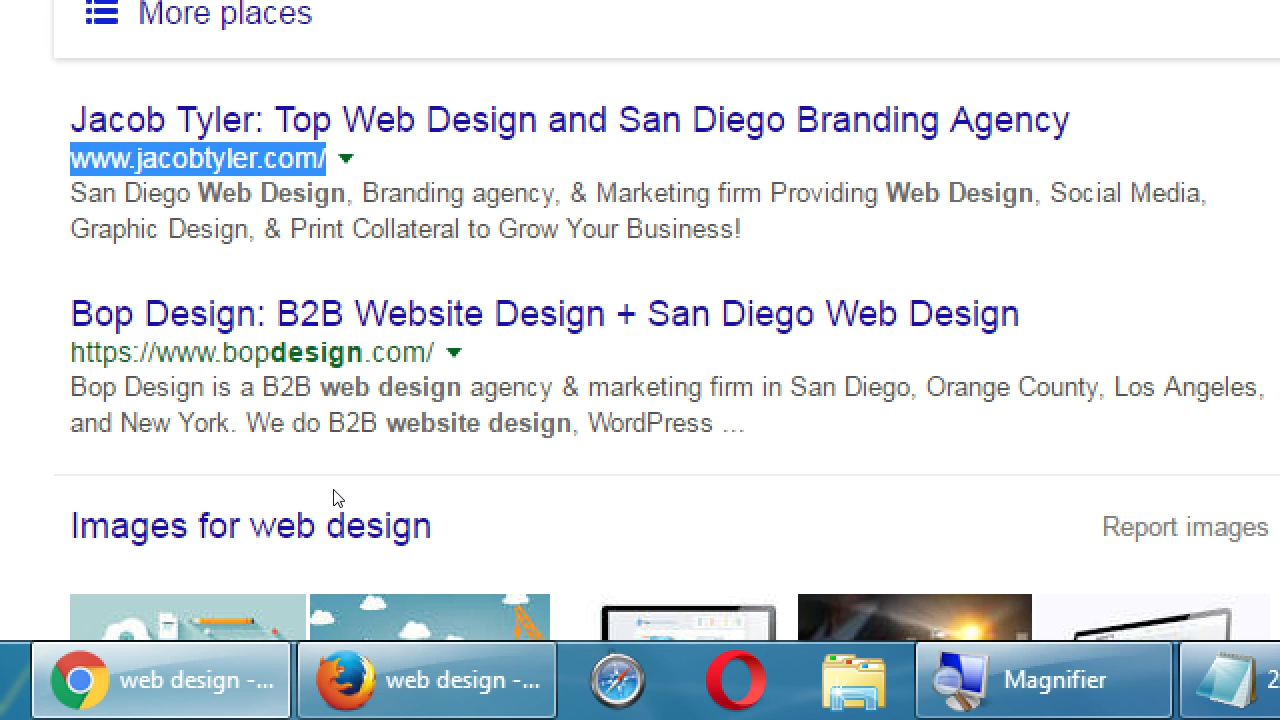 More places
Jacob Tyler: Top Web Design and San Diego Branding Agency
www.jacobtyler.com/
San Diego Web Design, Branding agency, & Marketing firm Providing Web Design, Social Media,
Graphic Design, & Print Collateral to Grow Your Business!
Bop Design: B2B Website Design + San Diego Web Design
https://www.bopdesign.com/
Bop Design is a B2B web design agency & marketing firm in San Diego, Orange County, Los Angeles,
and New York. We do B2B website design, WordPress ...
Images for web design
Report images
web design -...
web design -...
Magnifier
2